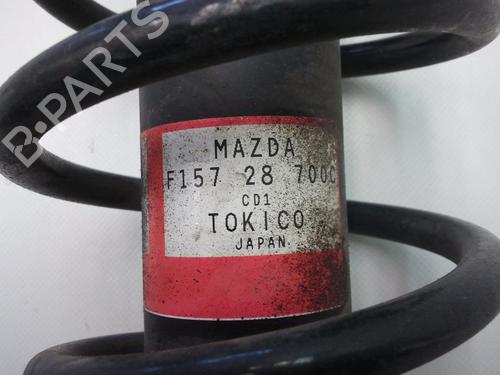 B-PARTS
MAZDA
F157 28 700C
CD1
TOKICO
JAPAN